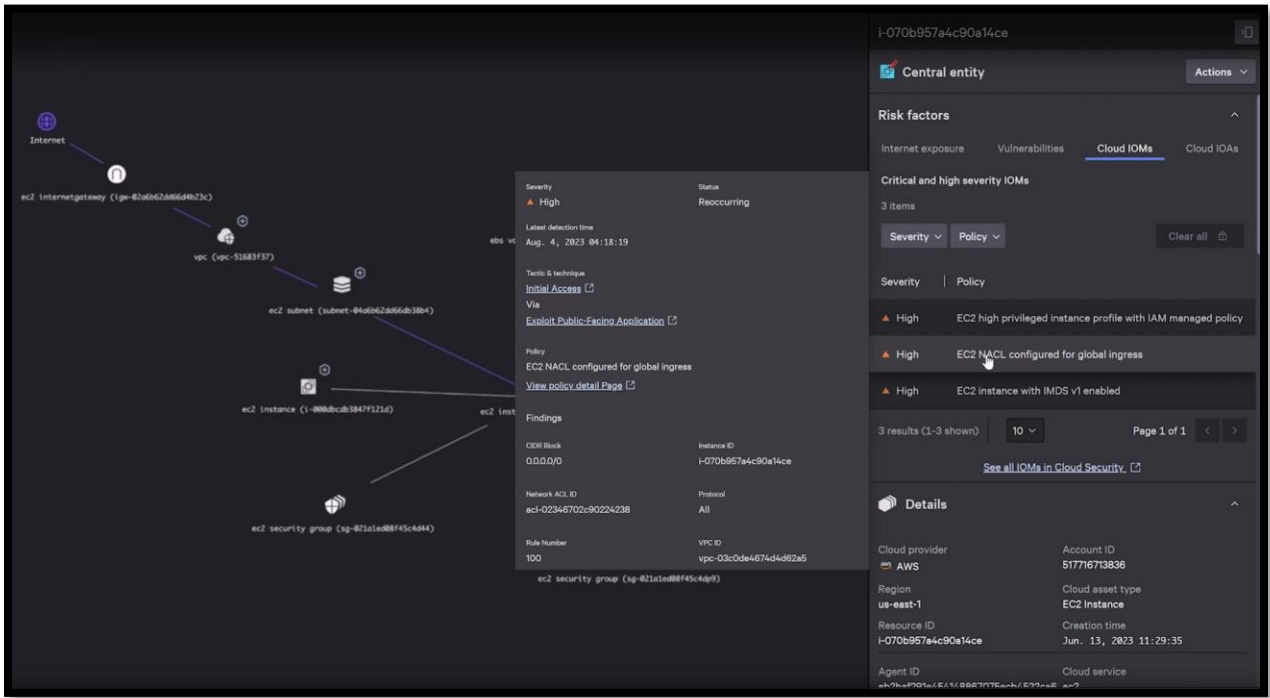 Internet
ec2 internetgateway (igw-02a6b62dd66d4b23c)
vpc (vpc-51683f37)
ec2 subnet (subnet-04a6b62dd66db38b4)
ec2 instance (i-000dbcdb3847f121d)
ec2 security group (sg-021a1ed08f45c4d44)
ebs vo
ec2 inst
ec2 security group (sg-021a1ed08f45c4dp9)
Severity Status
High Reoccurring
Latest detection time
Aug. 4, 2023 04:18:19
Tactic & technique
Initial Access
Via
Exploit Public-Facing Application
Policy
EC2 NACL configured for global ingress
View policy detail Page
Findings
CIDR Block Instance ID
0.0.0.0/0 i-070b957a4c90a14ce
Network ACL ID Protocol
acl-02346702c90224238 All
Rule Number VPC ID
100 vpc-03c0de4674d4d62a5
i-070b957a4c90a14ce
Central entity Actions
Risk factors
Internet exposure Vulnerabilities Cloud IOMs Cloud IOAs
Critical and high severity IOMs
3 items
Severity Policy Clear all
Severity Policy
High EC2 high privileged instance profile with IAM managed policy
High EC2 NACL configured for global ingress
High EC2 instance with IMDS v1 enabled
3 results (1-3 shown) 10 Page 1 of 1
See all IOMs in Cloud Security
Details
Cloud provider Account ID
aws AWS 517716713836
Region Cloud asset type
us-east-1 EC2 Instance
Resource ID Creation time
i-070b957a4c90a14ce Jun. 13, 2023 11:29:35
Agent ID Cloud service
ec2